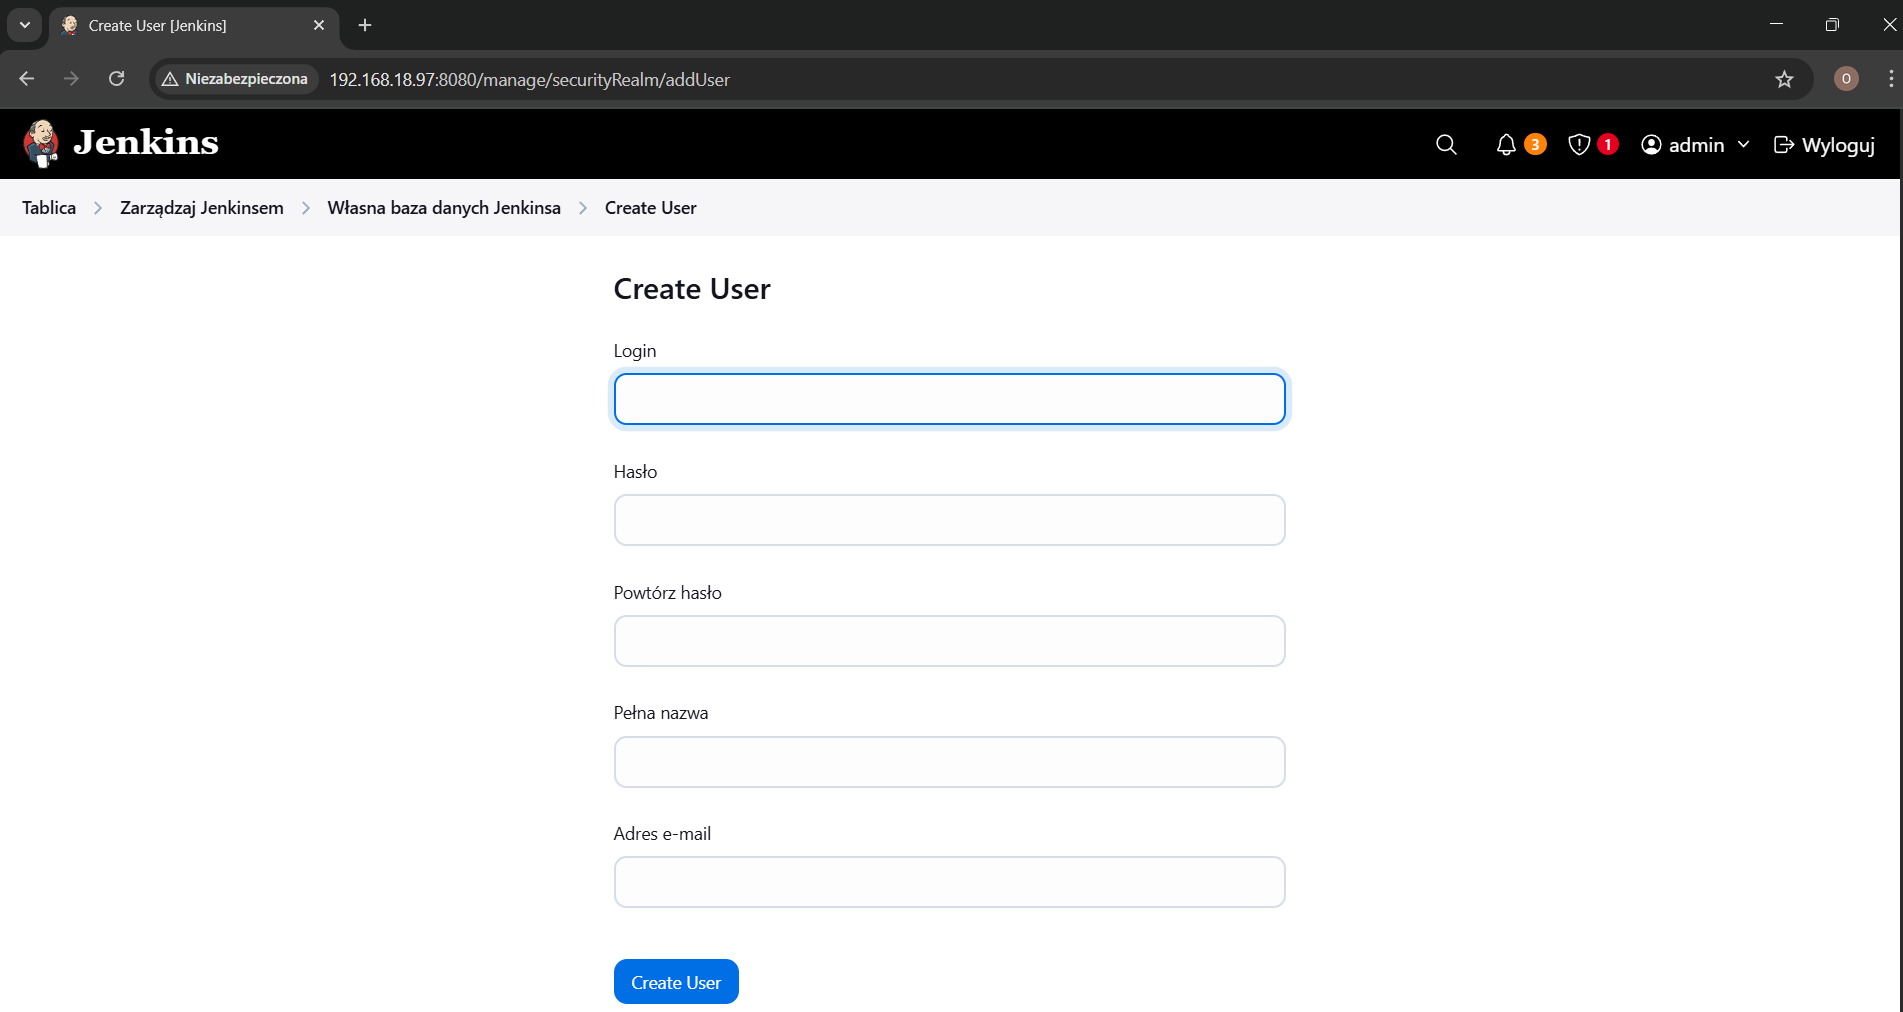 Create User [Jenkins]
Niezabezpieczona 192.168.18.97:8080/manage/securityRealm/addUser O
Jenkins 3 1 admin Wyloguj
Tablica Zarządzaj Jenkinsem Własna baza danych Jenkinsa Create User
Create User
Login
Hasło
Powtórz hasło
Pełna nazwa
Adres e-mail
Create User